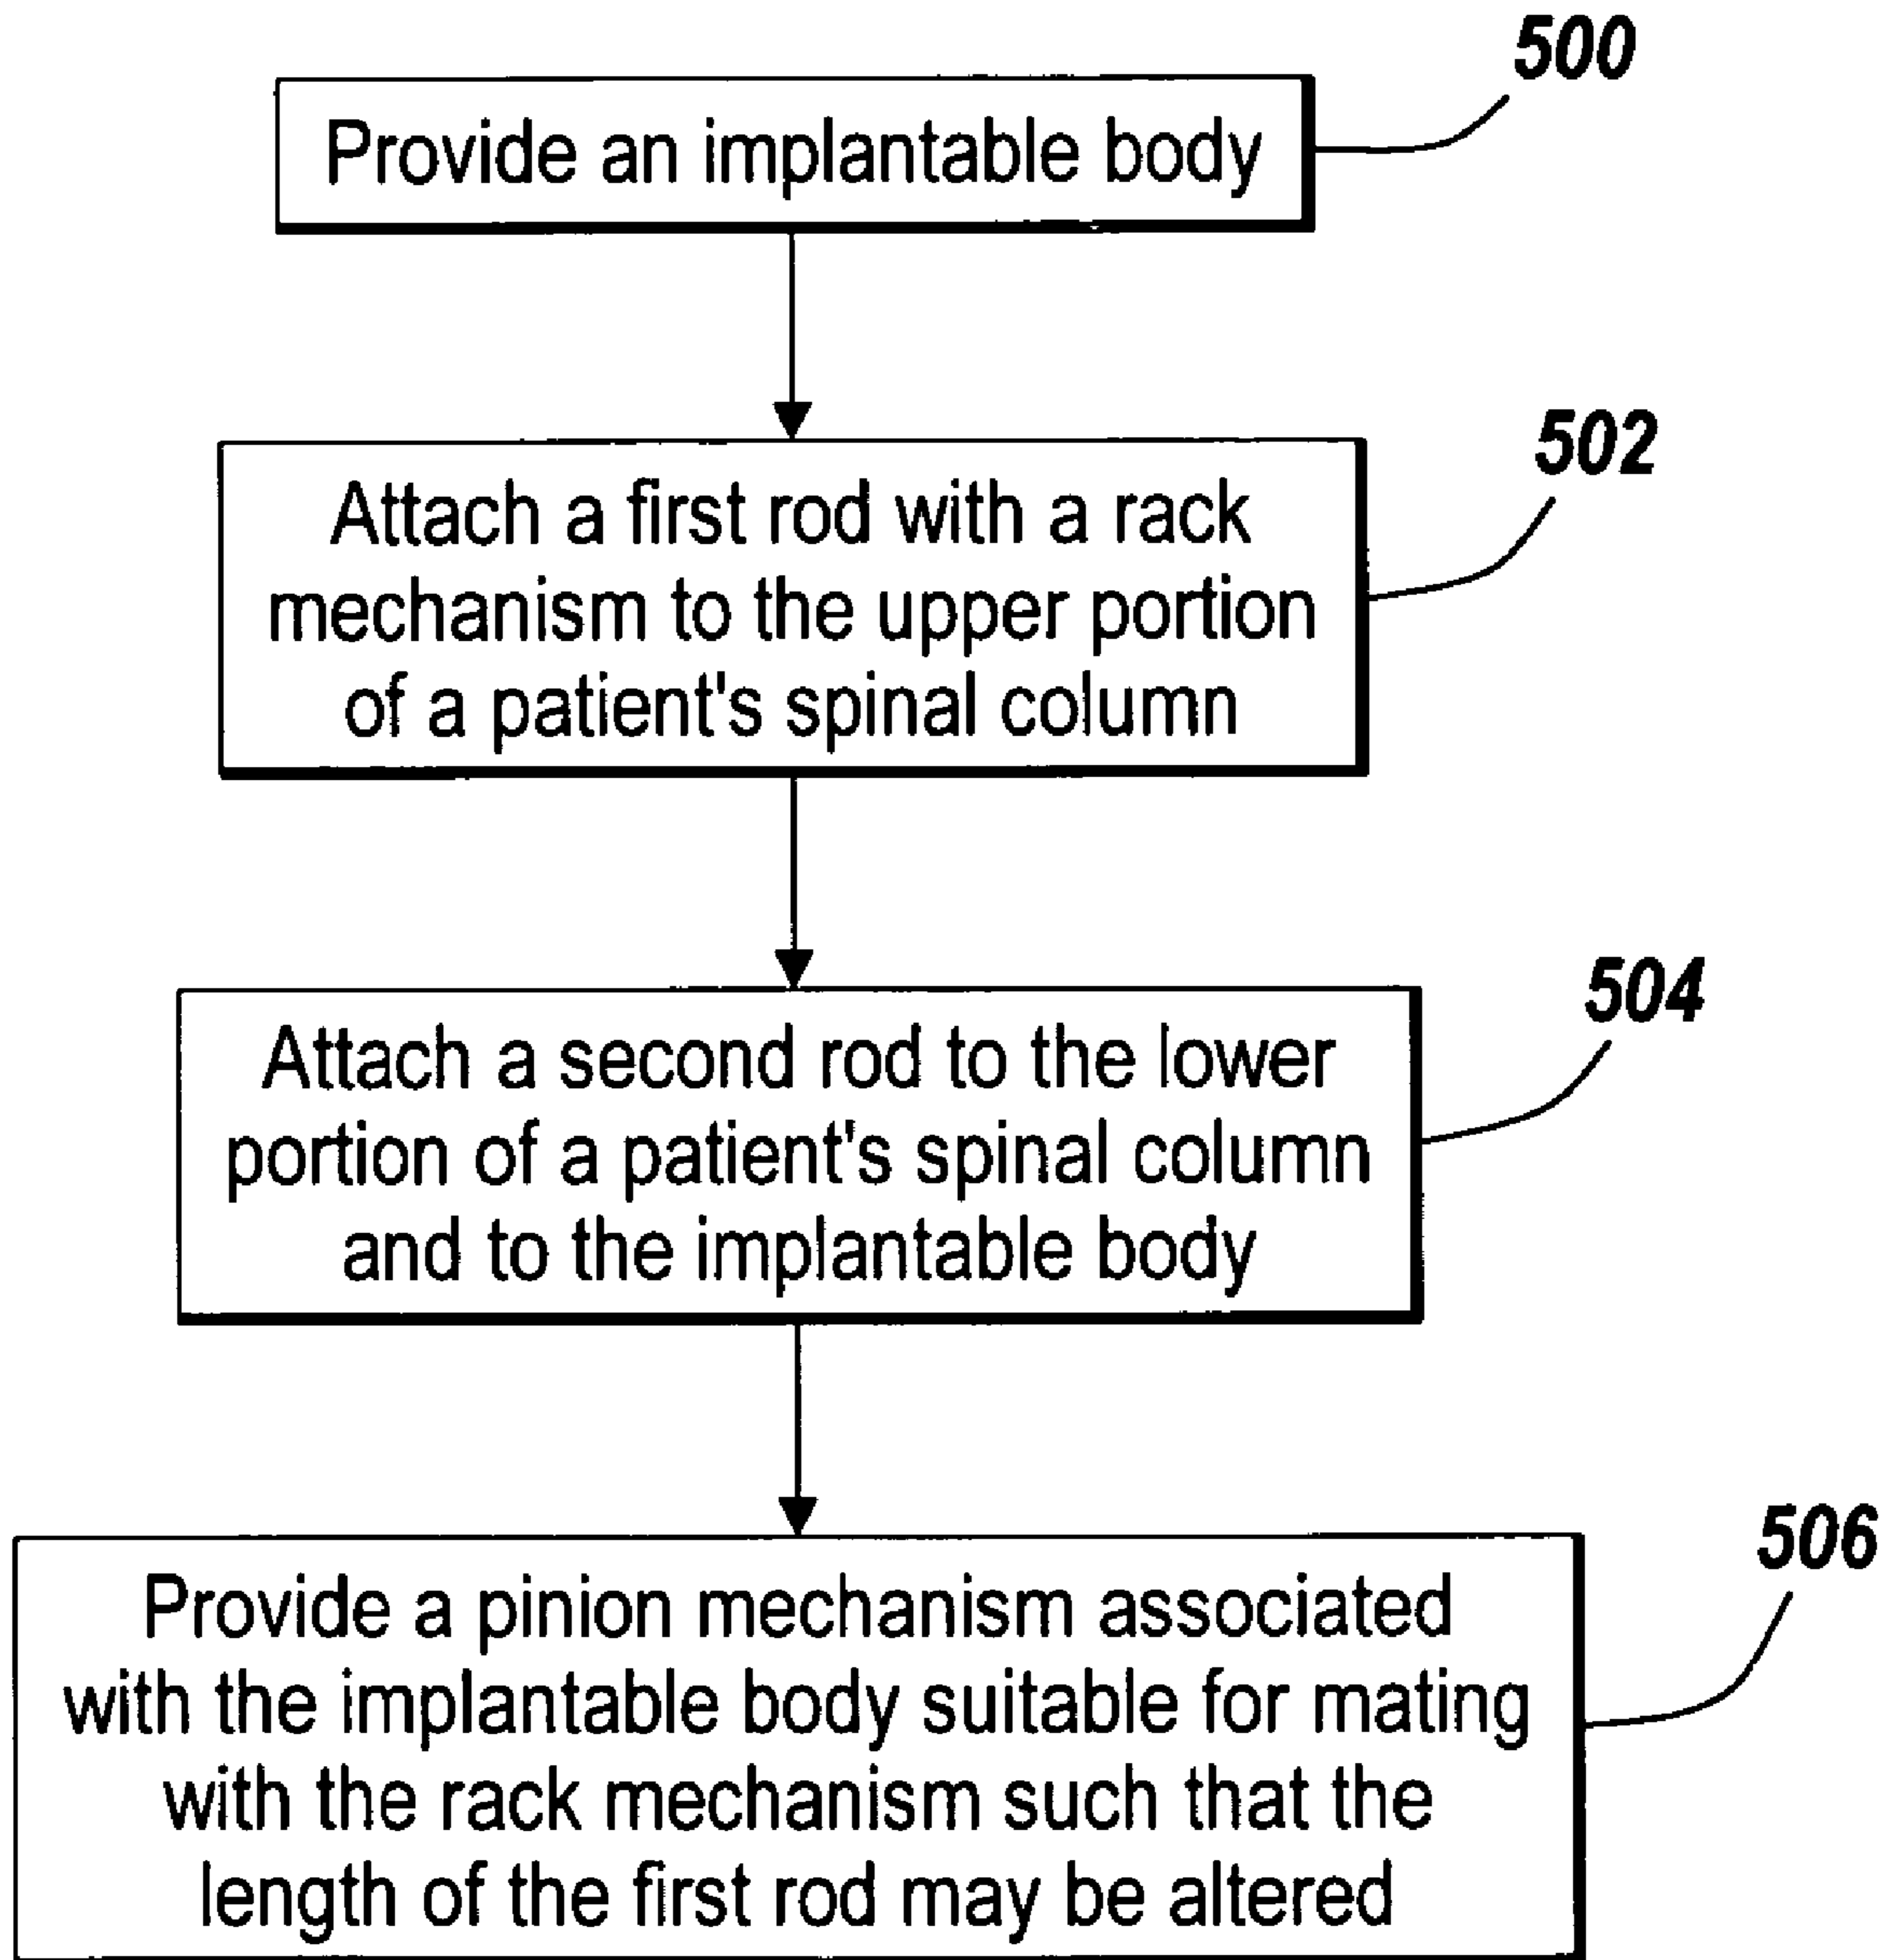 500
Provide an implantable body
502
Attach a first rod with a rack
mechanism to the upper portion
of a patient's spinal column
504
Attach a second rod to the lower
portion of a patient's spinal column
and to the implantable body
506
Provide a pinion mechanism associated
with the implantable body suitable for mating
with the rack mechanism such that the
length of the first rod may be altered